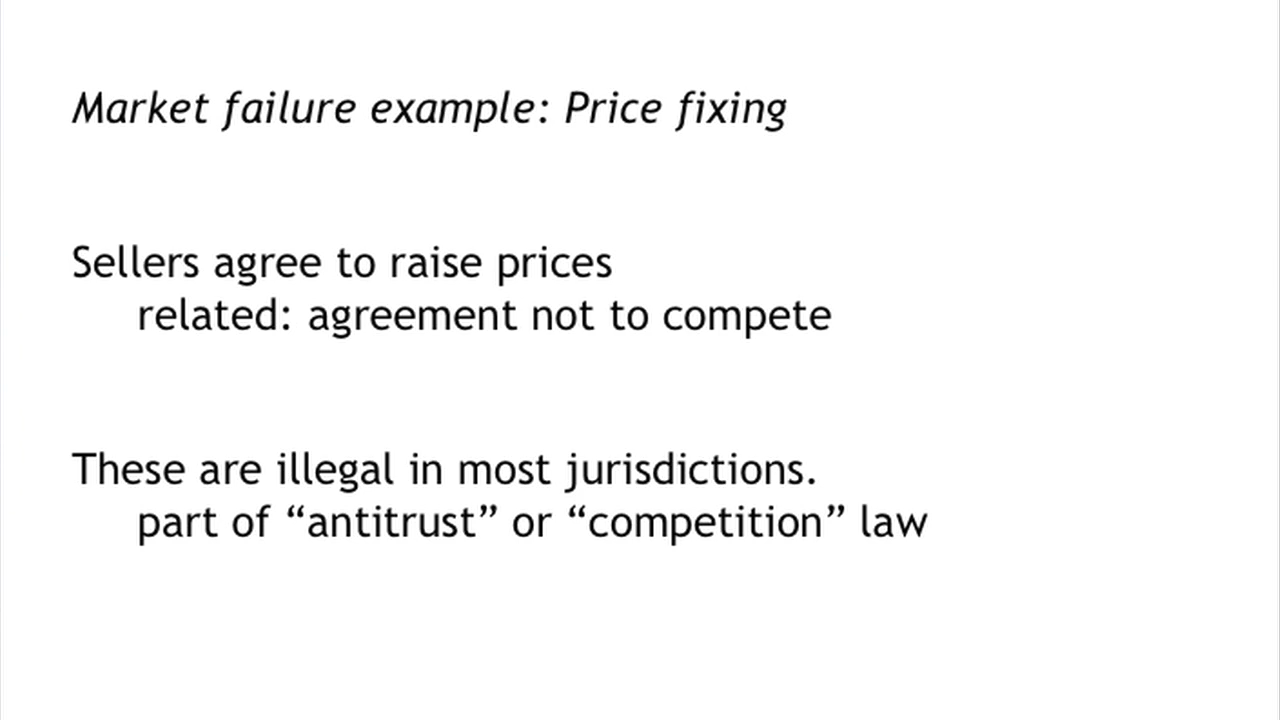 Market failure example: Price fixing
Sellers agree to raise prices
related: agreement not to compete
These are illegal in most jurisdictions.
part of “antitrust” or “competition” law